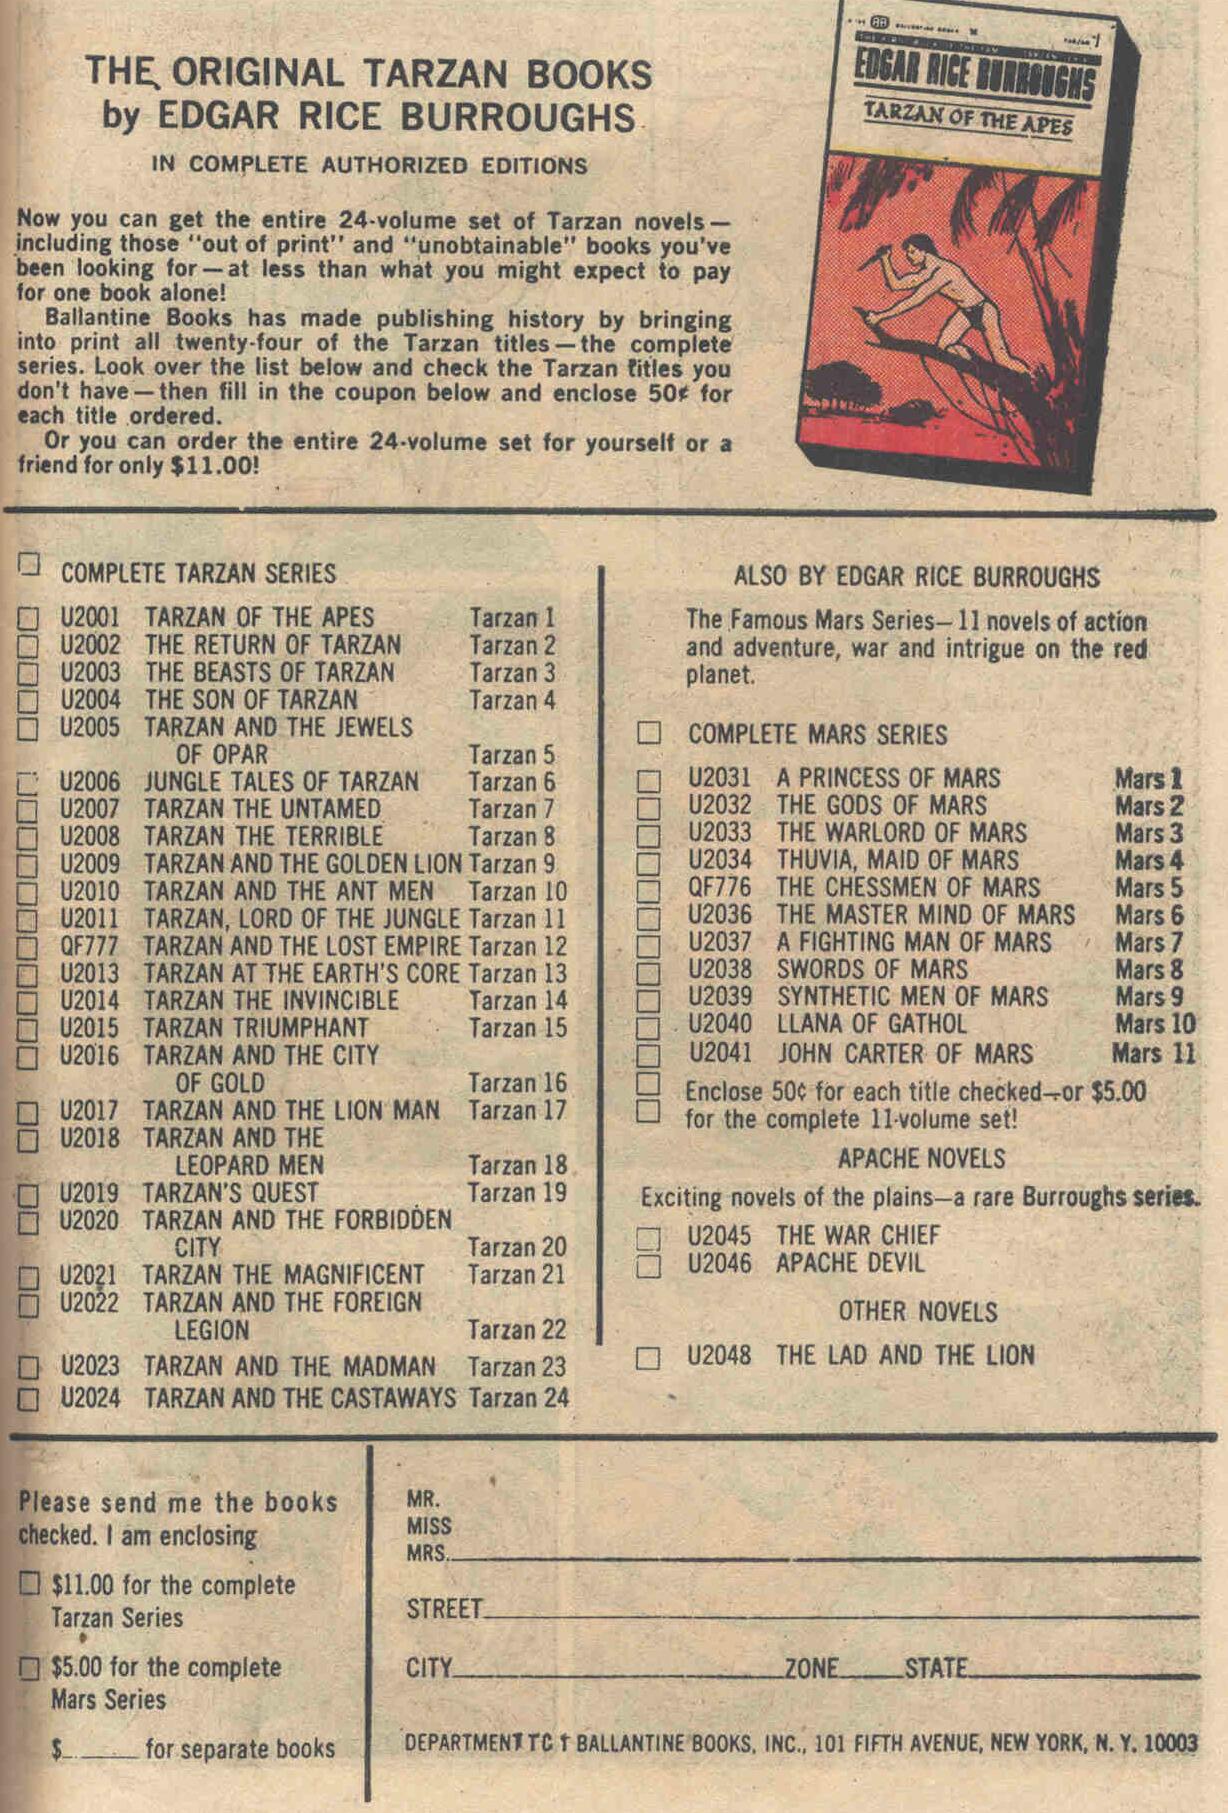 EDGAR RICE BURROUGHS
TARZAN OF THE APES
THE ORIGINAL TARZAN BOOKS
by EDGAR RICE BURROUGHS
IN COMPLETE AUTHORIZED EDITIONS
Now you can get the entire 24-volume set of Tarzan novels—
including those "out of print" and "unobtainable" books you've
been looking for—at less than what you might expect to pay
for one book alone!
Ballantine Books has made publishing history by bringing
into print all twenty-four of the Tarzan titles—the complete
series. Look over the list below and check the Tarzan titles you
don't have—then fill in the coupon below and enclose 50¢ for
each title ordered.
Or you can order the entire 24-volume set for yourself or a
friend for only $11.00!
COMPLETE TARZAN SERIES
U2001 TARZAN OF THE APES Tarzan 1
U2002 THE RETURN OF TARZAN Tarzan 2
U2003 THE BEASTS OF TARZAN Tarzan 3
U2004 THE SON OF TARZAN Tarzan 4
U2005 TARZAN AND THE JEWELS
OF OPAR Tarzan 5
U2006 JUNGLE TALES OF TARZAN Tarzan 6
U2007 TARZAN THE UNTAMED Tarzan 7
U2008 TARZAN THE TERRIBLE Tarzan 8
U2009 TARZAN AND THE GOLDEN LION Tarzan 9
U2010 TARZAN AND THE ANT MEN Tarzan 10
U2011 TARZAN, LORD OF THE JUNGLE Tarzan 11
QF777 TARZAN AND THE LOST EMPIRE Tarzan 12
U2013 TARZAN AT THE EARTH'S CORE Tarzan 13
U2014 TARZAN THE INVINCIBLE Tarzan 14
U2015 TARZAN TRIUMPHANT Tarzan 15
U2016 TARZAN AND THE CITY
OF GOLD Tarzan 16
U2017 TARZAN AND THE LION MAN Tarzan 17
U2018 TARZAN AND THE
LEOPARD MEN Tarzan 18
U2019 TARZAN'S QUEST Tarzan 19
U2020 TARZAN AND THE FORBIDDEN
CITY Tarzan 20
U2021 TARZAN THE MAGNIFICENT Tarzan 21
U2022 TARZAN AND THE FOREIGN
LEGION Tarzan 22
U2023 TARZAN AND THE MADMAN Tarzan 23
U2024 TARZAN AND THE CASTAWAYS Tarzan 24
ALSO BY EDGAR RICE BURROUGHS
The Famous Mars Series—11 novels of action
and adventure, war and intrigue on the red
planet.
COMPLETE MARS SERIES
U2031 A PRINCESS OF MARS Mars 1
U2032 THE GODS OF MARS Mars 2
U2033 THE WARLORD OF MARS Mars 3
U2034 THUVIA, MAID OF MARS Mars 4
QF776 THE CHESSMEN OF MARS Mars 5
U2036 THE MASTER MIND OF MARS Mars 6
U2037 A FIGHTING MAN OF MARS Mars 7
U2038 SWORDS OF MARS Mars 8
U2039 SYNTHETIC MEN OF MARS Mars 9
U2040 LLANA OF GATHOL Mars 10
U2041 JOHN CARTER OF MARS Mars 11
Enclose 50¢ for each title checked—or $5.00
for the complete 11-volume set!
APACHE NOVELS
Exciting novels of the plains—a rare Burroughs series.
U2045 THE WAR CHIEF
U2046 APACHE DEVIL
OTHER NOVELS
U2048 THE LAD AND THE LION
Please send me the books
checked. I am enclosing
$11.00 for the complete
Tarzan Series
$5.00 for the complete
Mars Series
$ for separate books
MR.
MISS
MRS.
STREET
CITY ZONE STATE
DEPARTMENT TC BALLANTINE BOOKS, INC., 101 FIFTH AVENUE, NEW YORK, N. Y. 10003